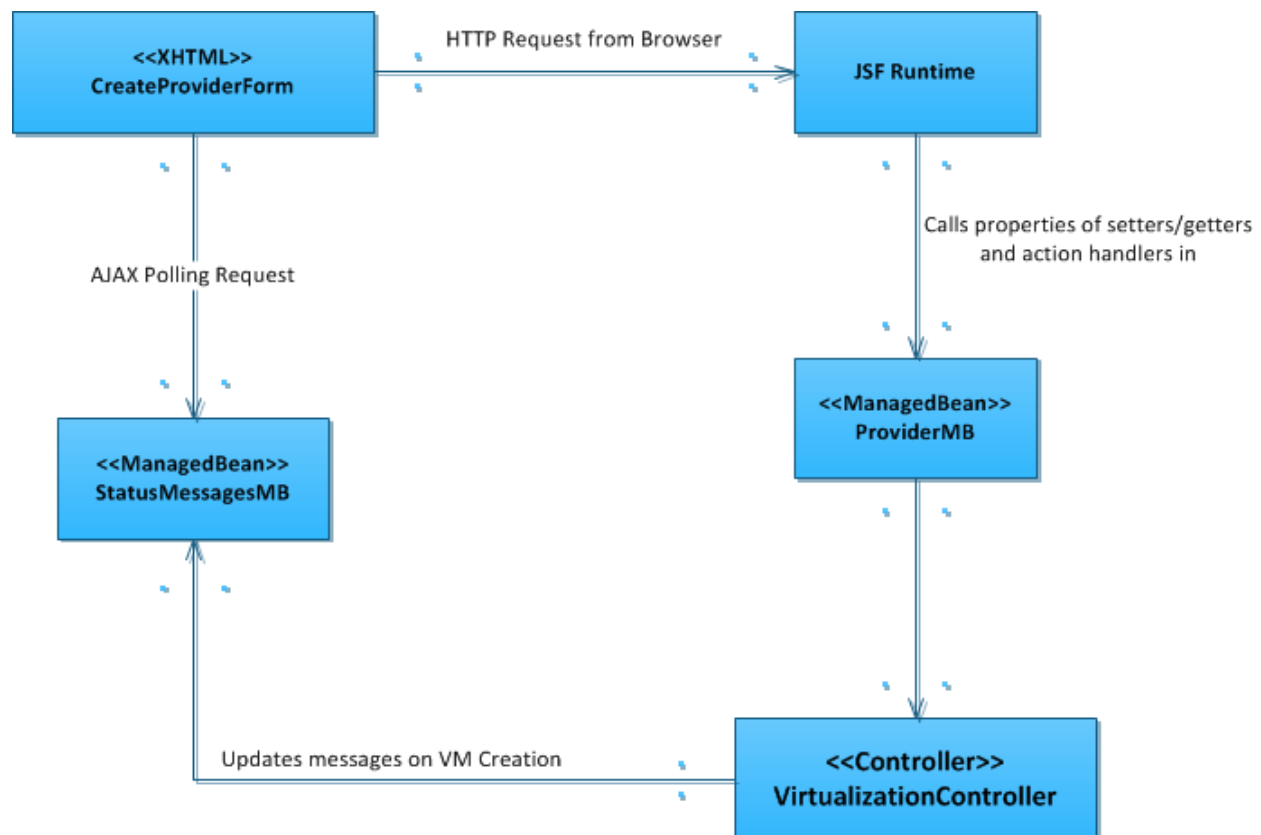 <<XHTML>>
CreateProviderForm
HTTP Request from Browser
JSF Runtime
Calls properties of setters/getters
and action handlers in
AJAX Polling Request
<<ManagedBean>>
ProviderMB
<<ManagedBean>>
StatusMessagesMB
Updates messages on VM Creation
<<Controller>>
VirtualizationController